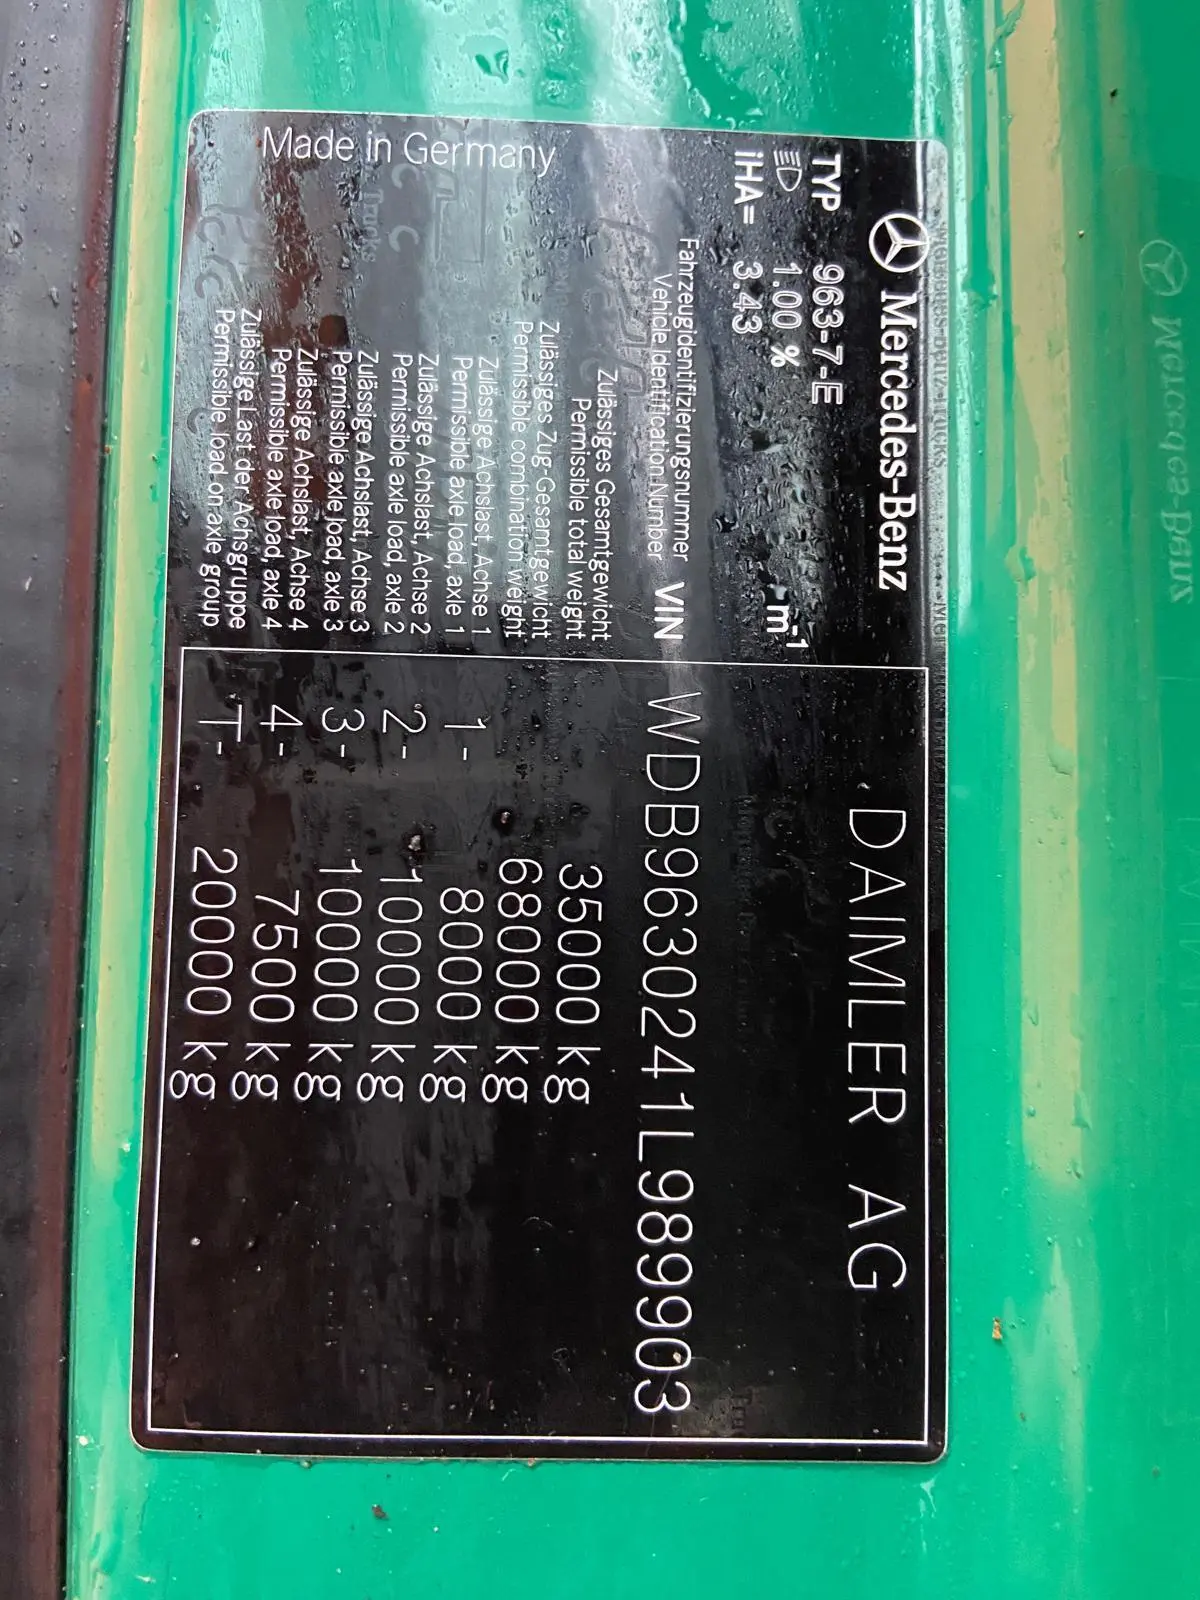 Mercedes-Benz
DAIMLER AG
TYP 963-7-E
1.00 %
iHA= 3.43 m-1
Fahrzeugidentifizierungsnummer
Vehicle Identification Number VIN WDB9630241L989903
Zulässiges Gesamtgewicht
Permissible total weight 35000 kg
Zulässiges Zug-Gesamtgewicht
Permissible combination weight 68000 kg
Zulässige Achslast, Achse 1
Permissible axle load, axle 1 1- 8000 kg
Zulässige Achslast, Achse 2
Permissible axle load, axle 2 2- 10000 kg
Zulässige Achslast, Achse 3
Permissible axle load, axle 3 3- 10000 kg
Zulässige Achslast, Achse 4
Permissible axle load, axle 4 4- 7500 kg
Zulässige Last der Achsgruppe
Permissible load on axle group T- 20000 kg
Made in Germany